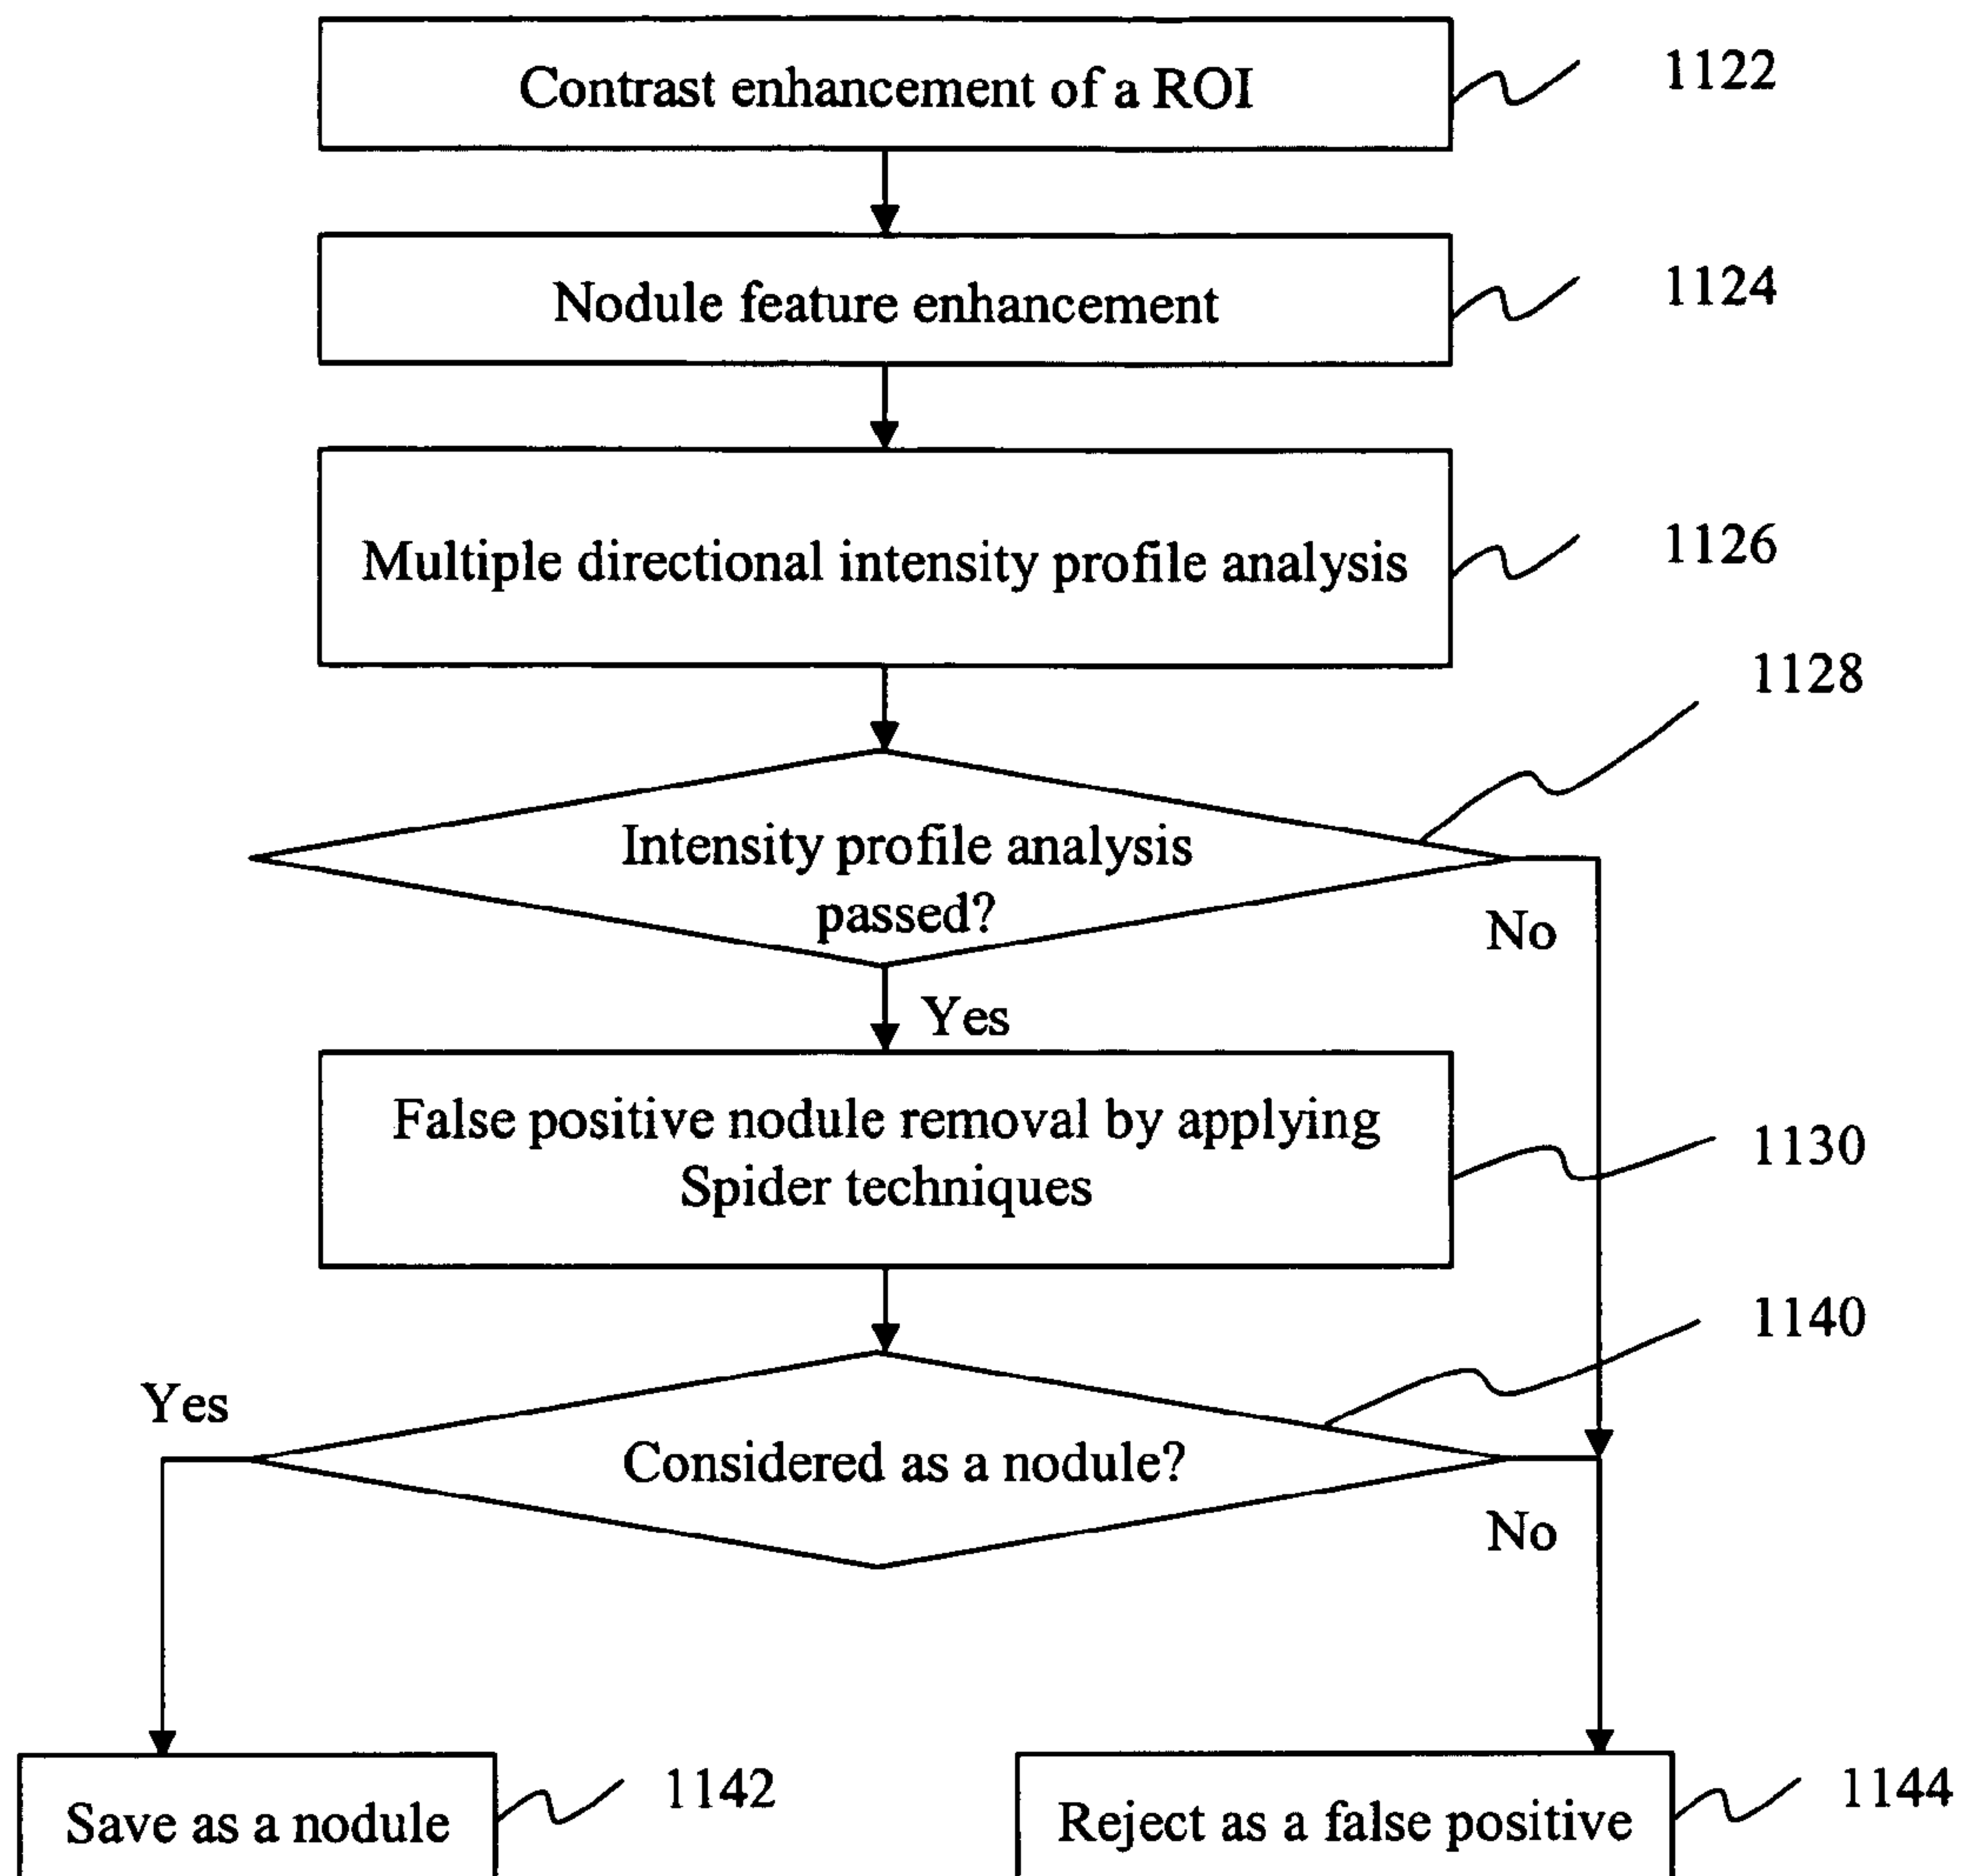 Contrast enhancement of a ROI
1122
Nodule feature enhancement
1124
Multiple directional intensity profile analysis
1126
1128
Intensity profile analysis
passed?
No
Yes
False positive nodule removal by applying
Spider techniques
1130
1140
Yes
Considered as a nodule?
No
Save as a nodule
1142
Reject as a false positive
1144